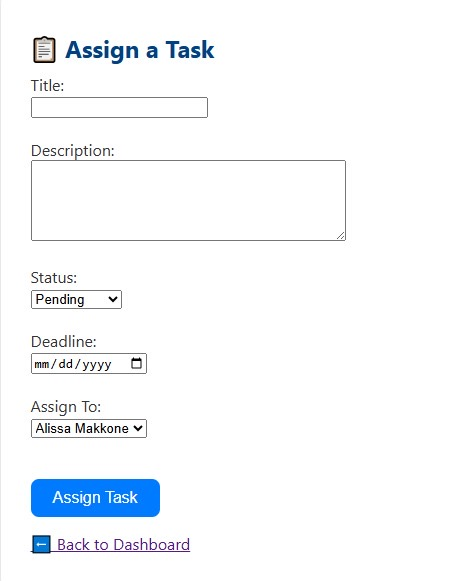 Assign a Task
Title:
Description:
Status:
Pending
Deadline:
mm/dd/yyyy
Assign To:
Alissa Makkone
Assign Task
Back to Dashboard